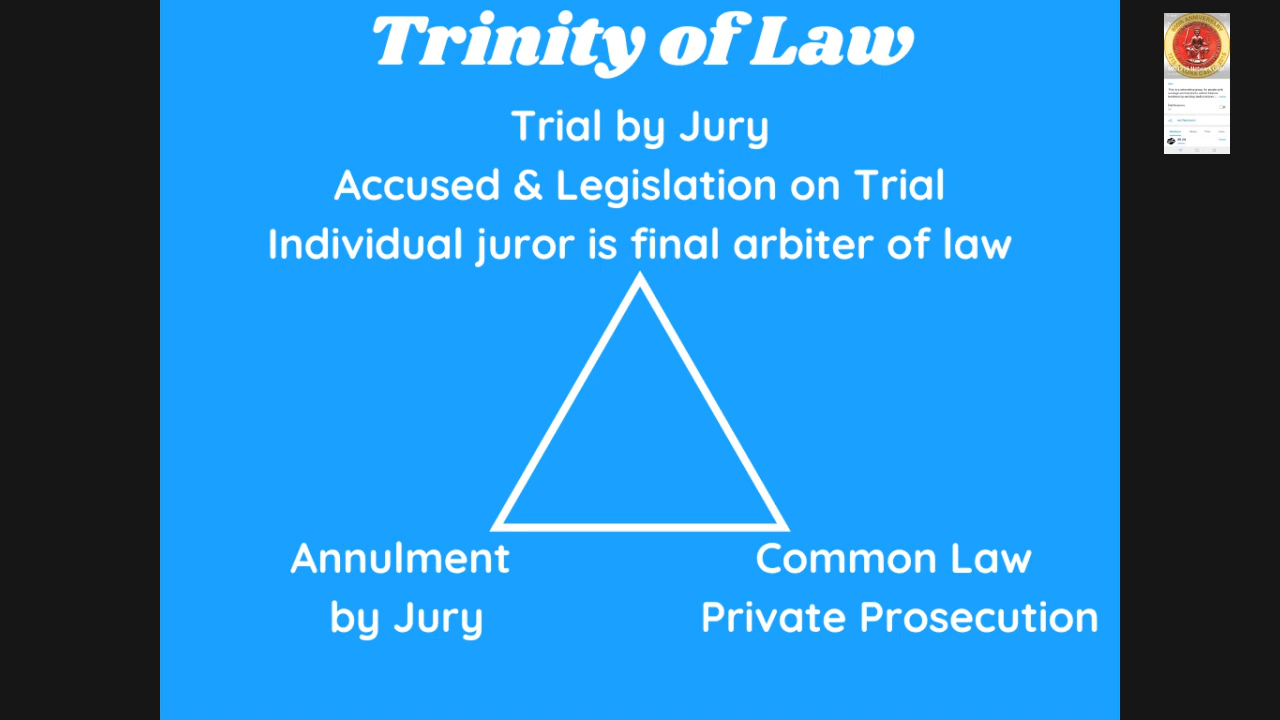 Trinity of Law
Trial by Jury
Accused & Legislation on Trial
Individual juror is final arbiter of law
Annulment
by Jury
Common Law
Private Prosecution